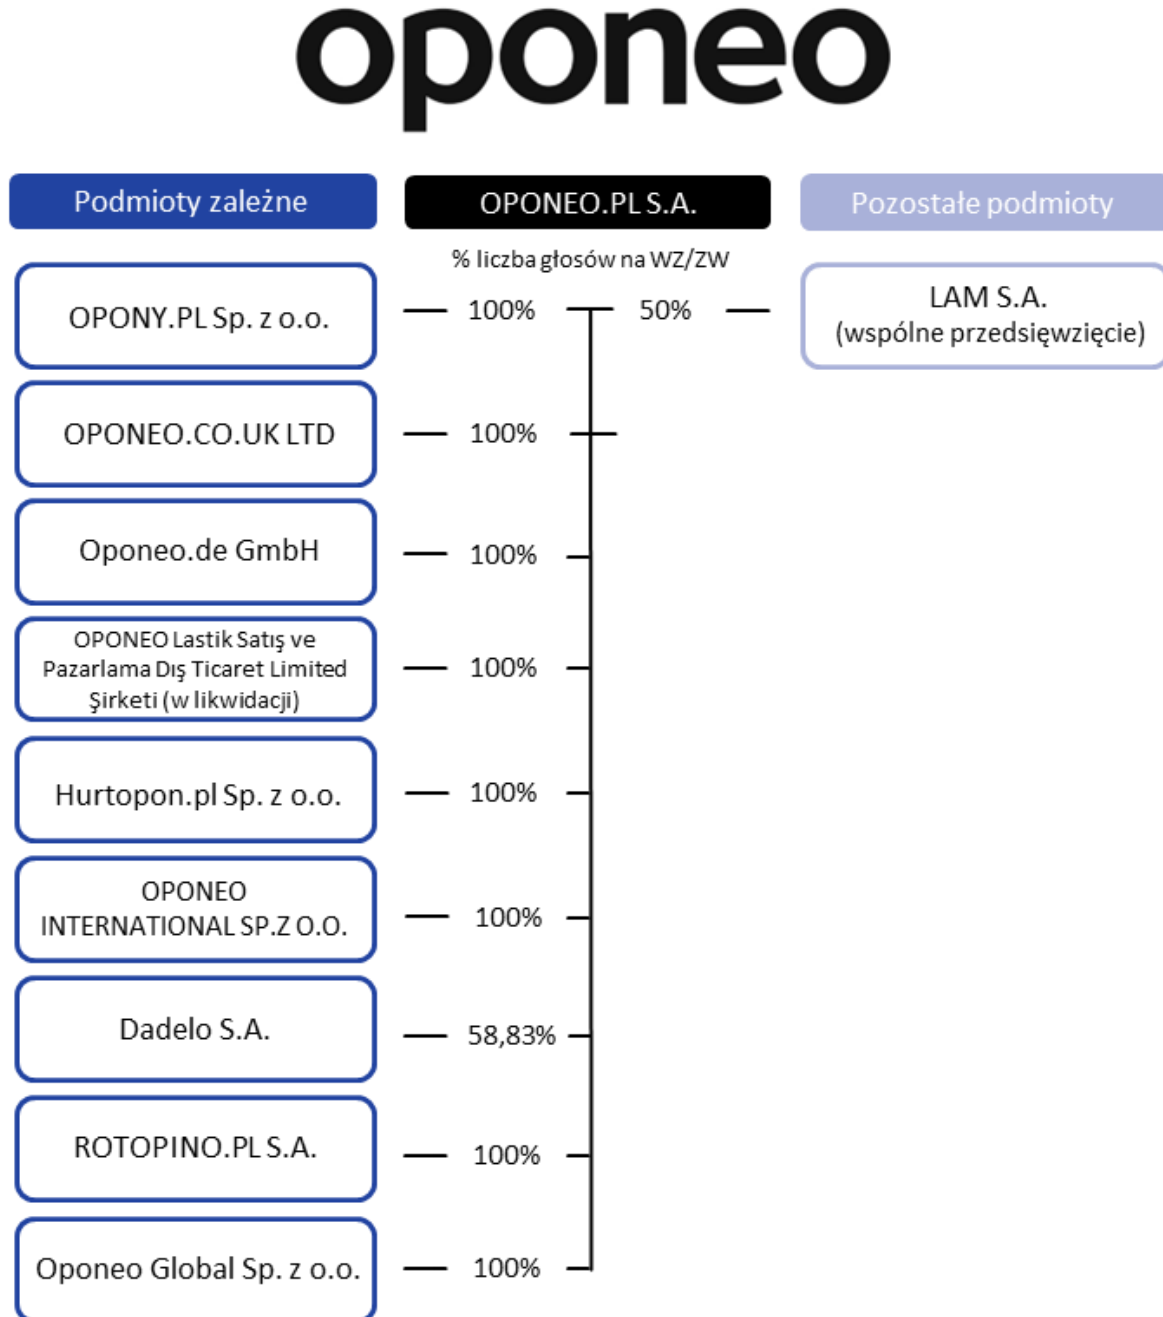 oponeo
Podmioty zależne
OPONEO.PL S.A.
Pozostałe podmioty
% liczba głosów na WZ/ZW
OPONY.PL Sp. z o.o.
100%
50%
LAM S.A.
(wspólne przedsięwzięcie)
OPONEO.CO.UK LTD
100%
Oponeo.de GmbH
100%
OPONEO Lastik Satış ve
Pazarlama Dış Ticaret Limited
Şirketi (w likwidacji)
100%
Hurtopon.pl Sp. z o.o.
100%
OPONEO
INTERNATIONAL SP.Z O.O.
100%
Dadelo S.A.
58,83%
ROTOPINO.PL S.A.
100%
Oponeo Global Sp. z o.o.
100%